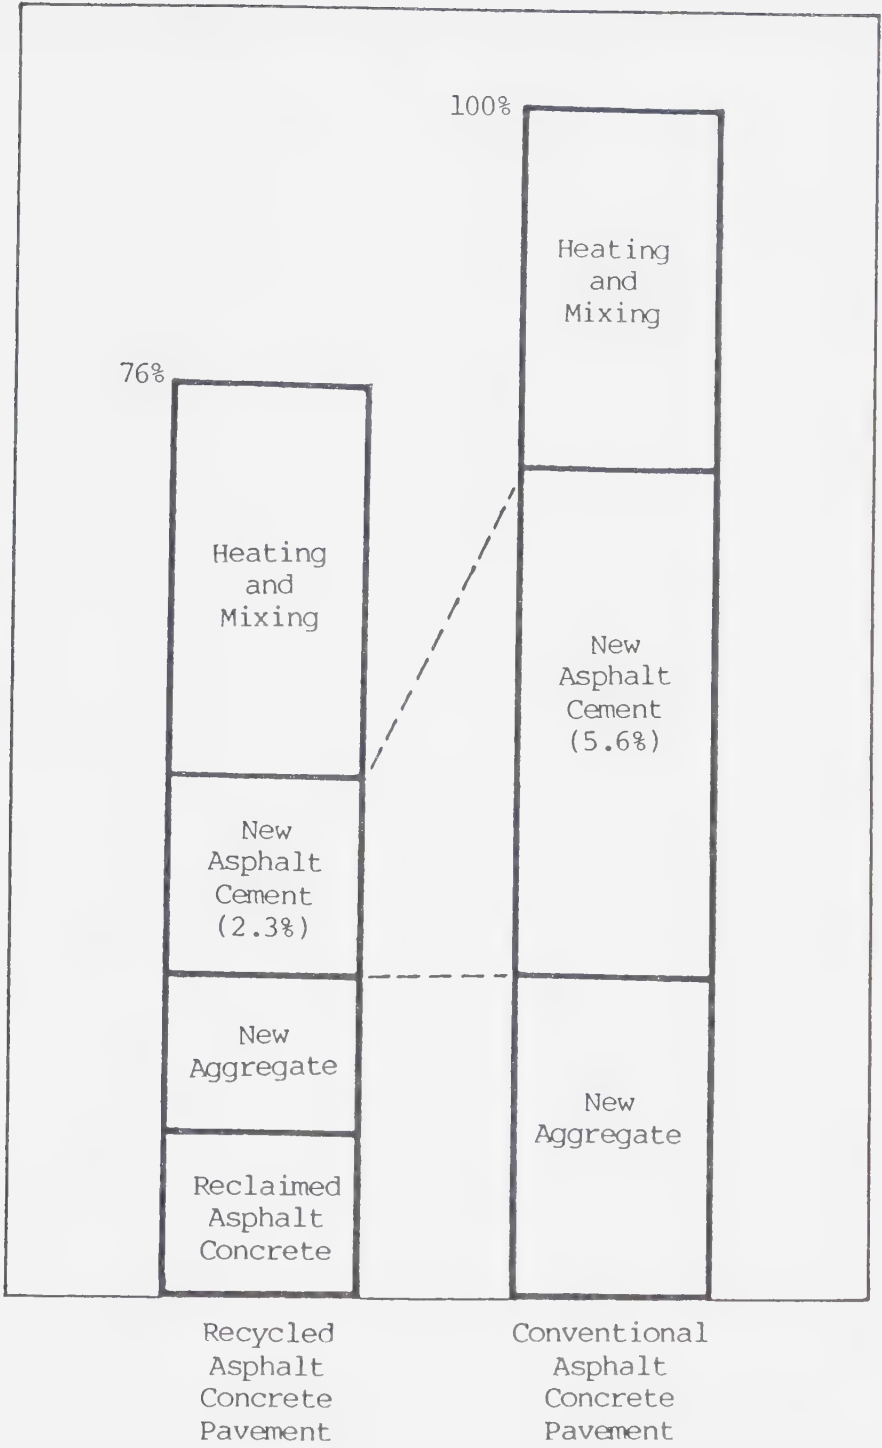 100%
Heating
and
Mixing
76%
Heating
and
Mixing
New
Asphalt
Cement
(5.6%)
New
Asphalt
Cement
(2.3%)
New
Aggregate
New
Aggregate
Reclaimed
Asphalt
Concrete
Recycled
Asphalt
Concrete
Pavement
Conventional
Asphalt
Concrete
Pavement